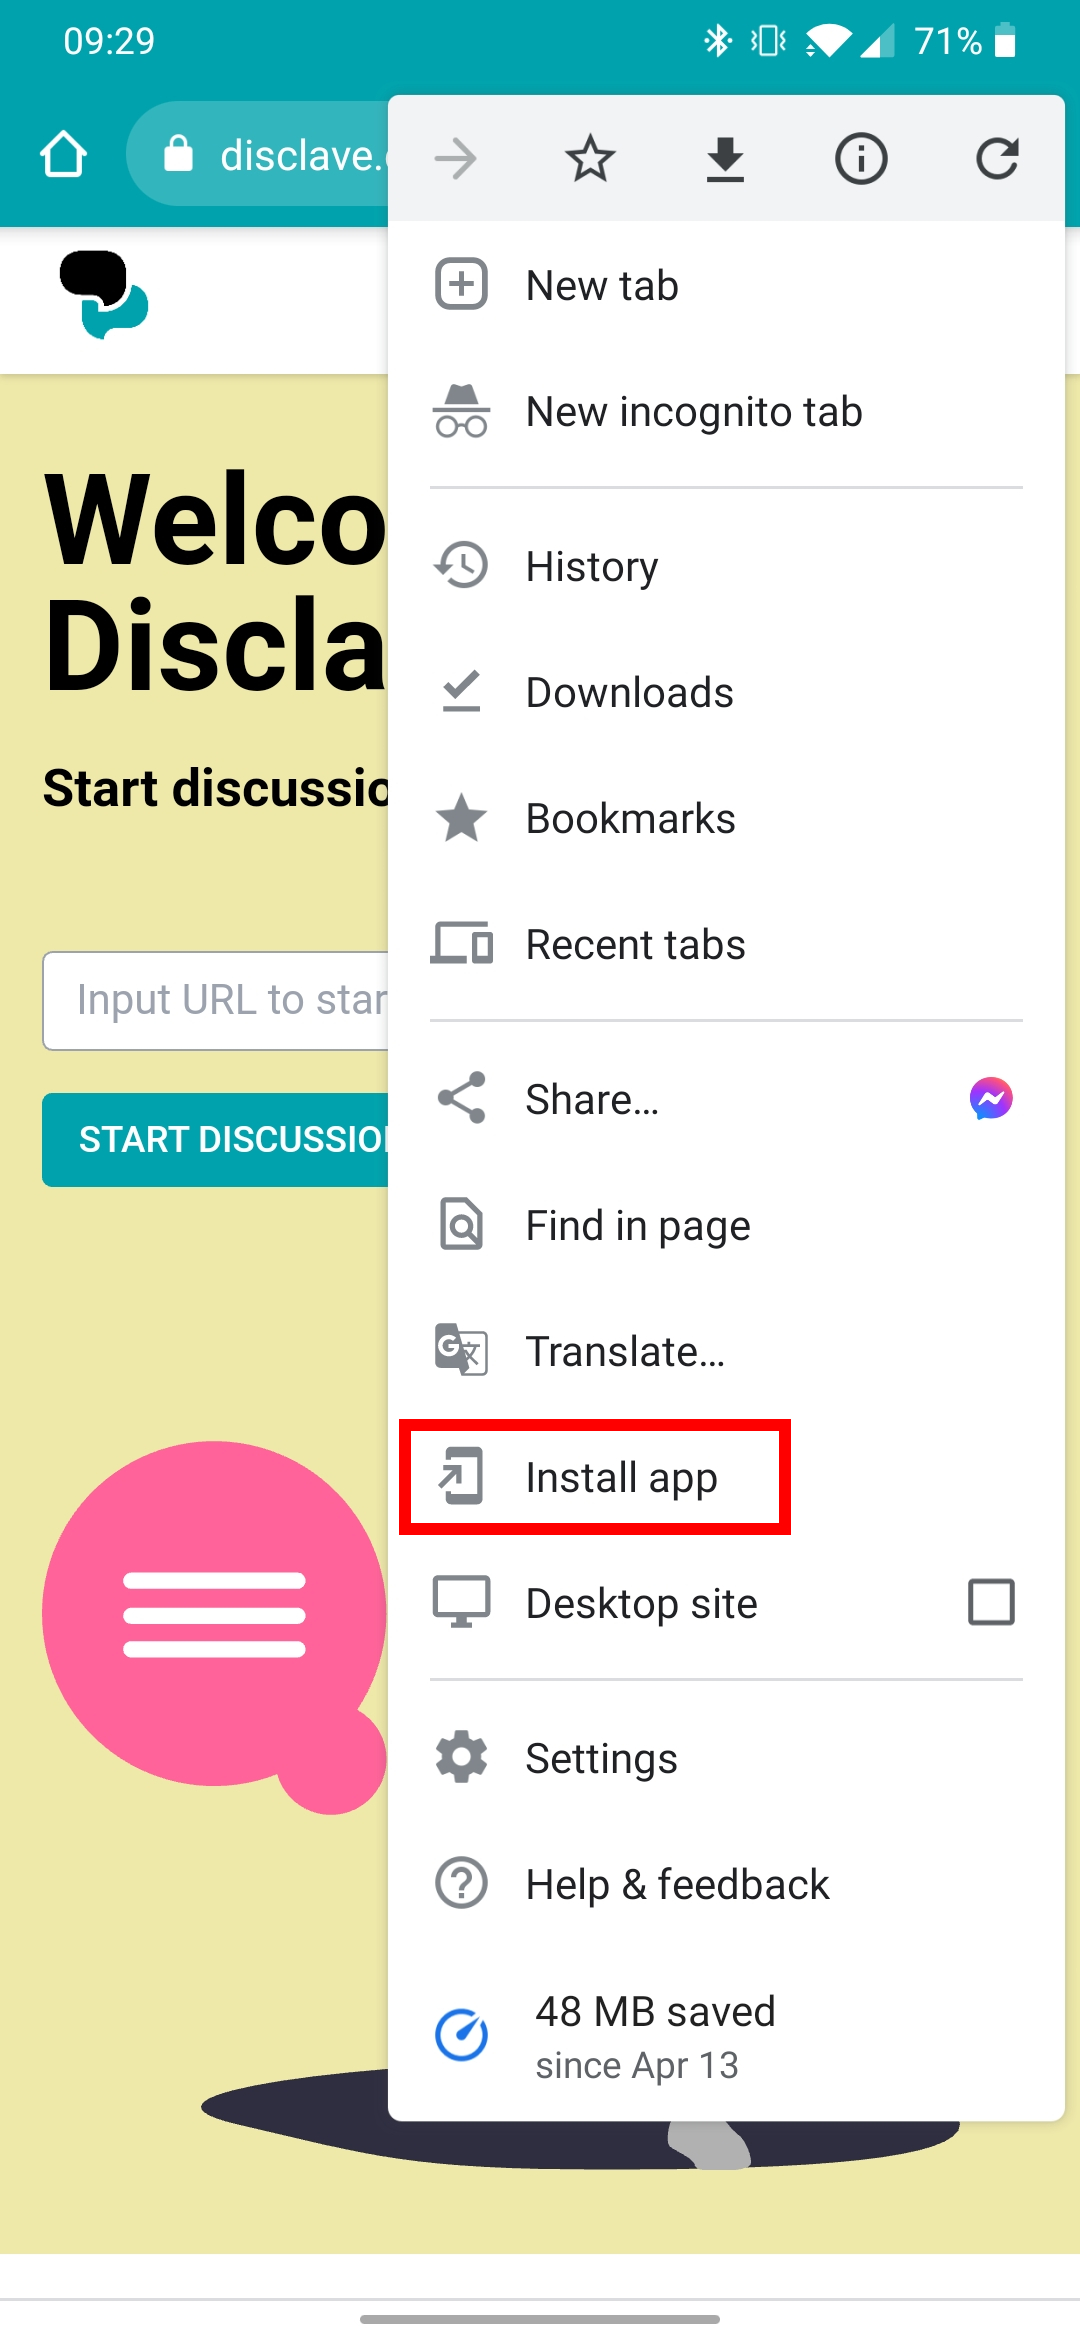 09:29
71%
disclave.
New tab
New incognito tab
Welco
Discla
History
Downloads
Start discussio
Bookmarks
Recent tabs
Input URL to star
Share...
START DISCUSSION
Find in page
Translate...
Install app
Desktop site
Settings
Help & feedback
48 MB saved
since Apr 13